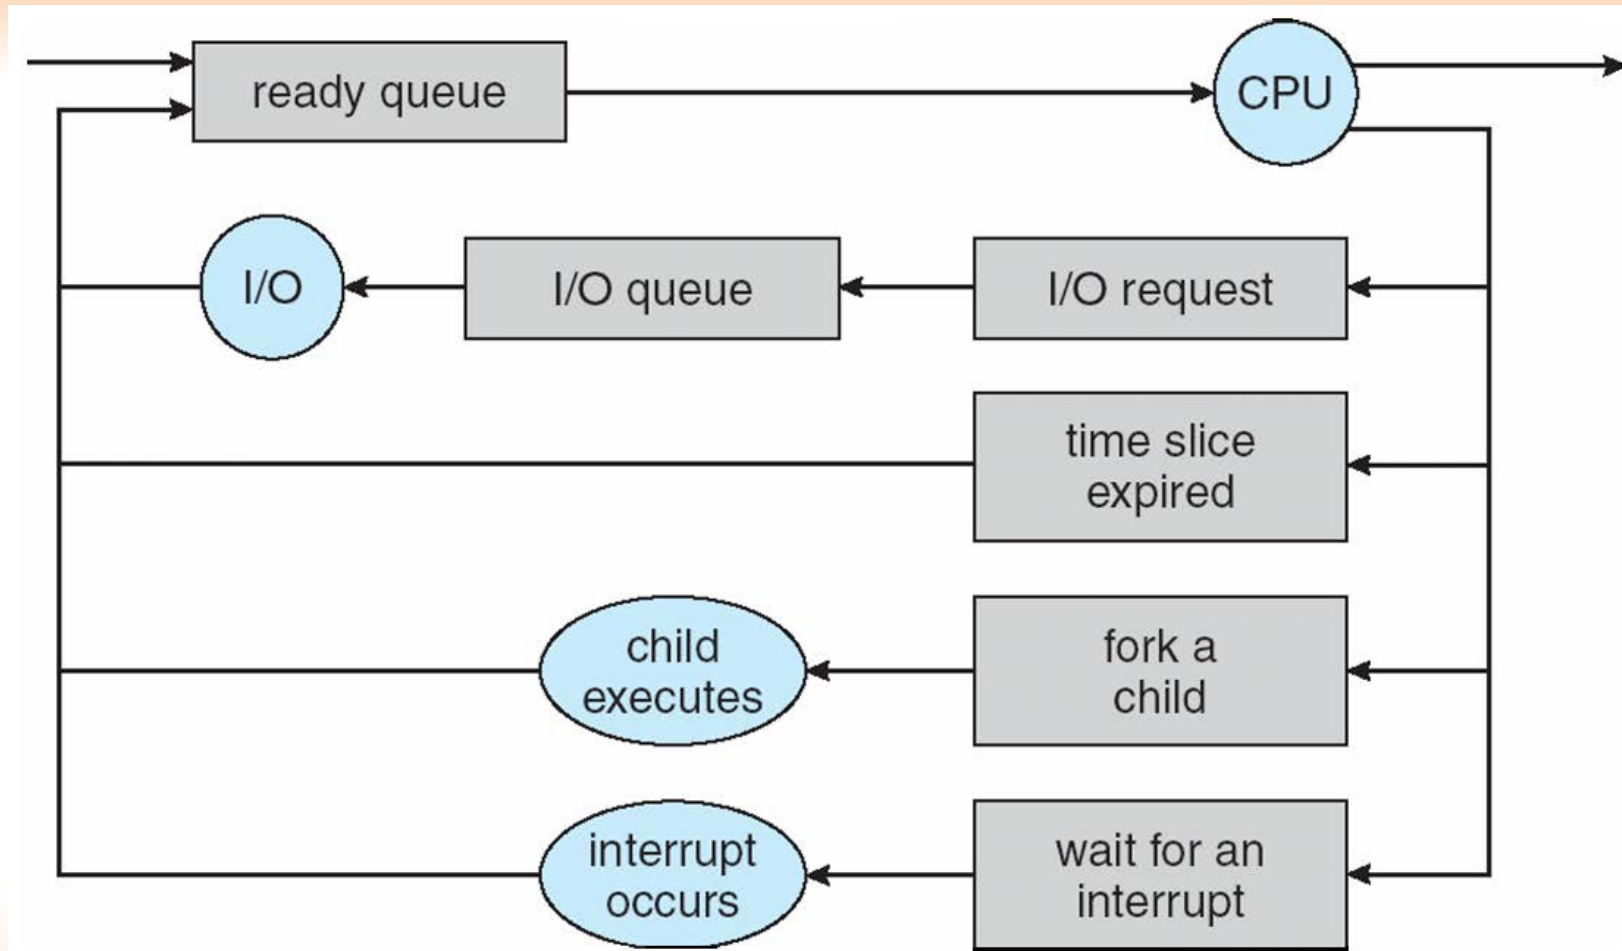 ready queue
CPU
I/O
I/O queue
I/O request
time slice
expired
child
executes
fork a
child
interrupt
occurs
wait for an
interrupt